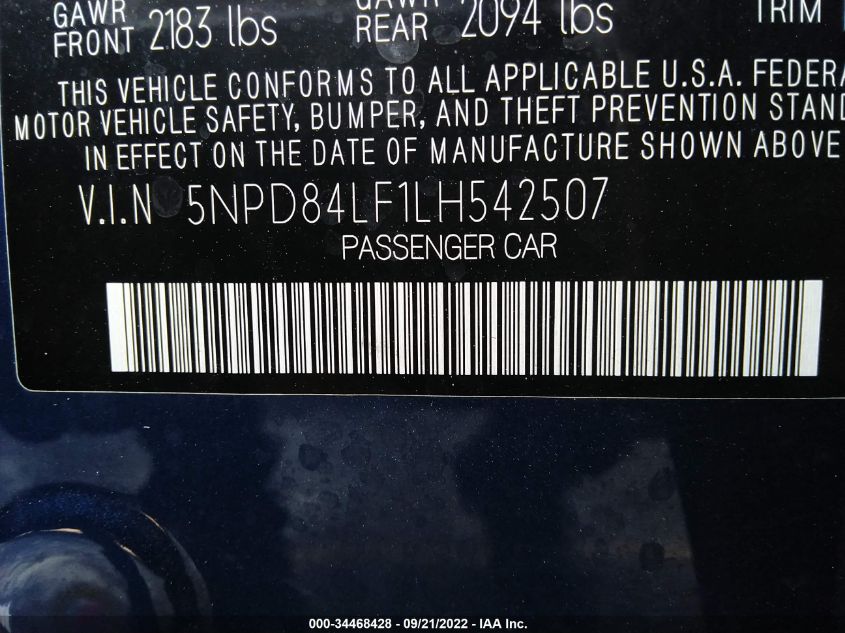 GAWR FRONT 2183 lbs GAWR REAR 2094 lbs TRIM
THIS VEHICLE CONFORMS TO ALL APPLICABLE U.S.A. FEDERA
MOTOR VEHICLE SAFETY, BUMPER, AND THEFT PREVENTION STAND
IN EFFECT ON THE DATE OF MANUFACTURE SHOWN ABOVE
V.I.N 5NPD84LF1LH542507
PASSENGER CAR
000-34468428 - 09/21/2022 - IAA Inc.